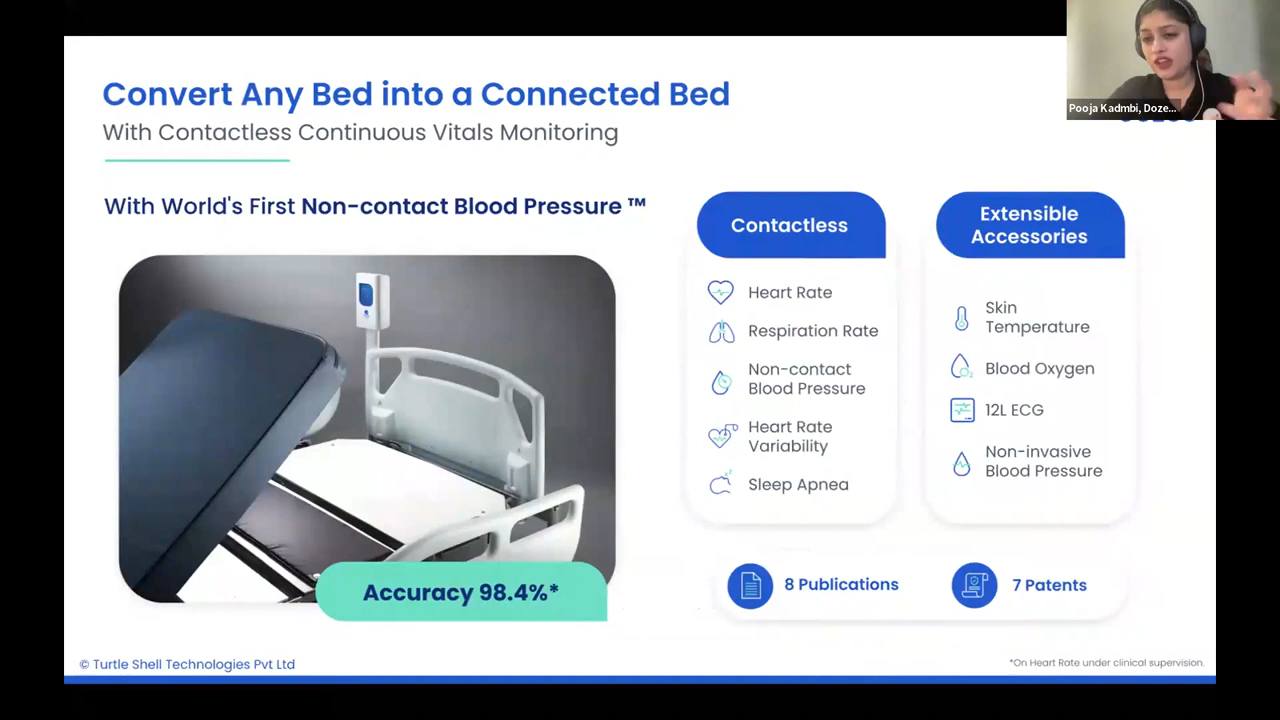 Convert Any Bed into a Connected Bed
With Contactless Continuous Vitals Monitoring
With World's First Non-contact Blood Pressure ™
Accuracy 98.4%*
Contactless
Heart Rate
Respiration Rate
Non-contact
Blood Pressure
Heart Rate
Variability
Sleep Apnea
Extensible
Accessories
Skin
Temperature
Blood Oxygen
12L ECG
Non-invasive
Blood Pressure
8 Publications
7 Patents
© Turtle Shell Technologies Pvt Ltd
*On Heart Rate under clinical supervision.
Pooja Kadmbi, Doze...